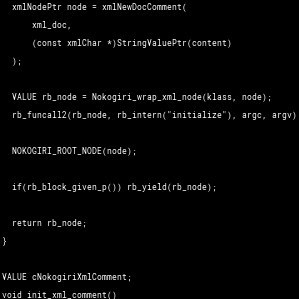 xmlNodePtr node = xmlNewDocComment(
xml_doc,
(const xmlChar *)StringValuePtr(content)
);
VALUE rb_node = Nokogiri_wrap_xml_node(klass, node);
rb_funcall2(rb_node, rb_intern("initialize"), argc, argv)
NOKOGIRI_ROOT_NODE(node);
if(rb_block_given_p()) rb_yield(rb_node);
return rb_node;
}
VALUE cNokogiriXmlComment;
void init_xml_comment()